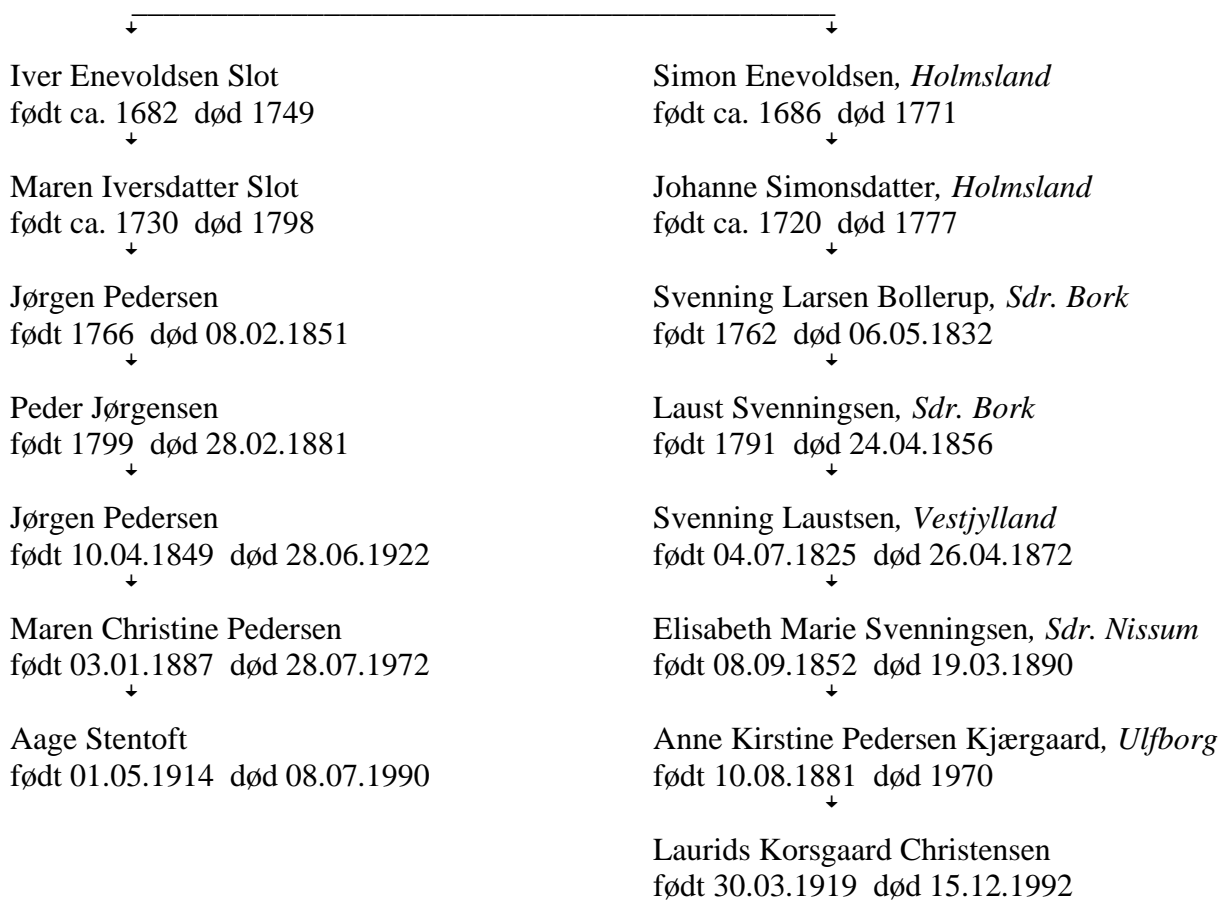 Iver Enevoldsen Slot
født ca. 1682 død 1749
Maren Iversdatter Slot
født ca. 1730 død 1798
Jørgen Pedersen
født 1766 død 08.02.1851
Peder Jørgensen
født 1799 død 28.02.1881
Jørgen Pedersen
født 10.04.1849 død 28.06.1922
Maren Christine Pedersen
født 03.01.1887 død 28.07.1972
Aage Stentoft
født 01.05.1914 død 08.07.1990
Simon Enevoldsen, Holmsland
født ca. 1686 død 1771
Johanne Simonsdatter, Holmsland
født ca. 1720 død 1777
Svenning Larsen Bollerup, Sdr. Bork
født 1762 død 06.05.1832
Laust Svenningsen, Sdr. Bork
født 1791 død 24.04.1856
Svenning Laustsen, Vestjylland
født 04.07.1825 død 26.04.1872
Elisabeth Marie Svenningsen, Sdr. Nissum
født 08.09.1852 død 19.03.1890
Anne Kirstine Pedersen Kjærgaard, Ulfborg
født 10.08.1881 død 1970
Laurids Korsgaard Christensen
født 30.03.1919 død 15.12.1992